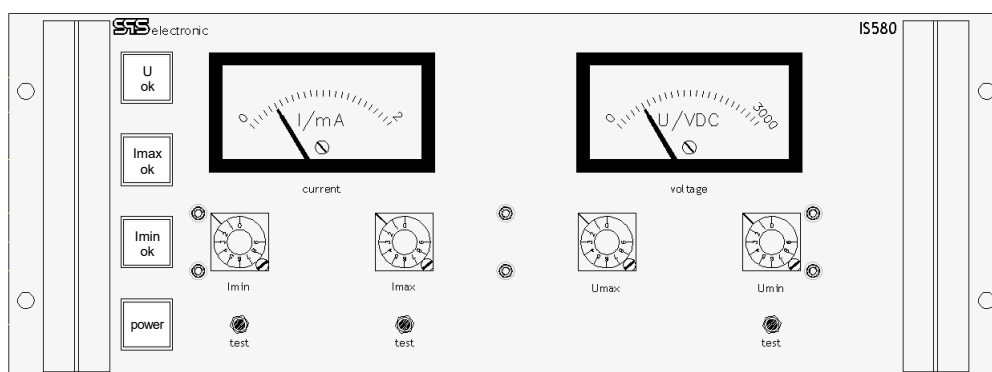 STS electronic
IS580
U
ok
0
I/mA
2
0
U/VDC
3000
Imax
ok
current
voltage
Imin
ok
Imin
Imax
Umax
Umin
power
test
test
test